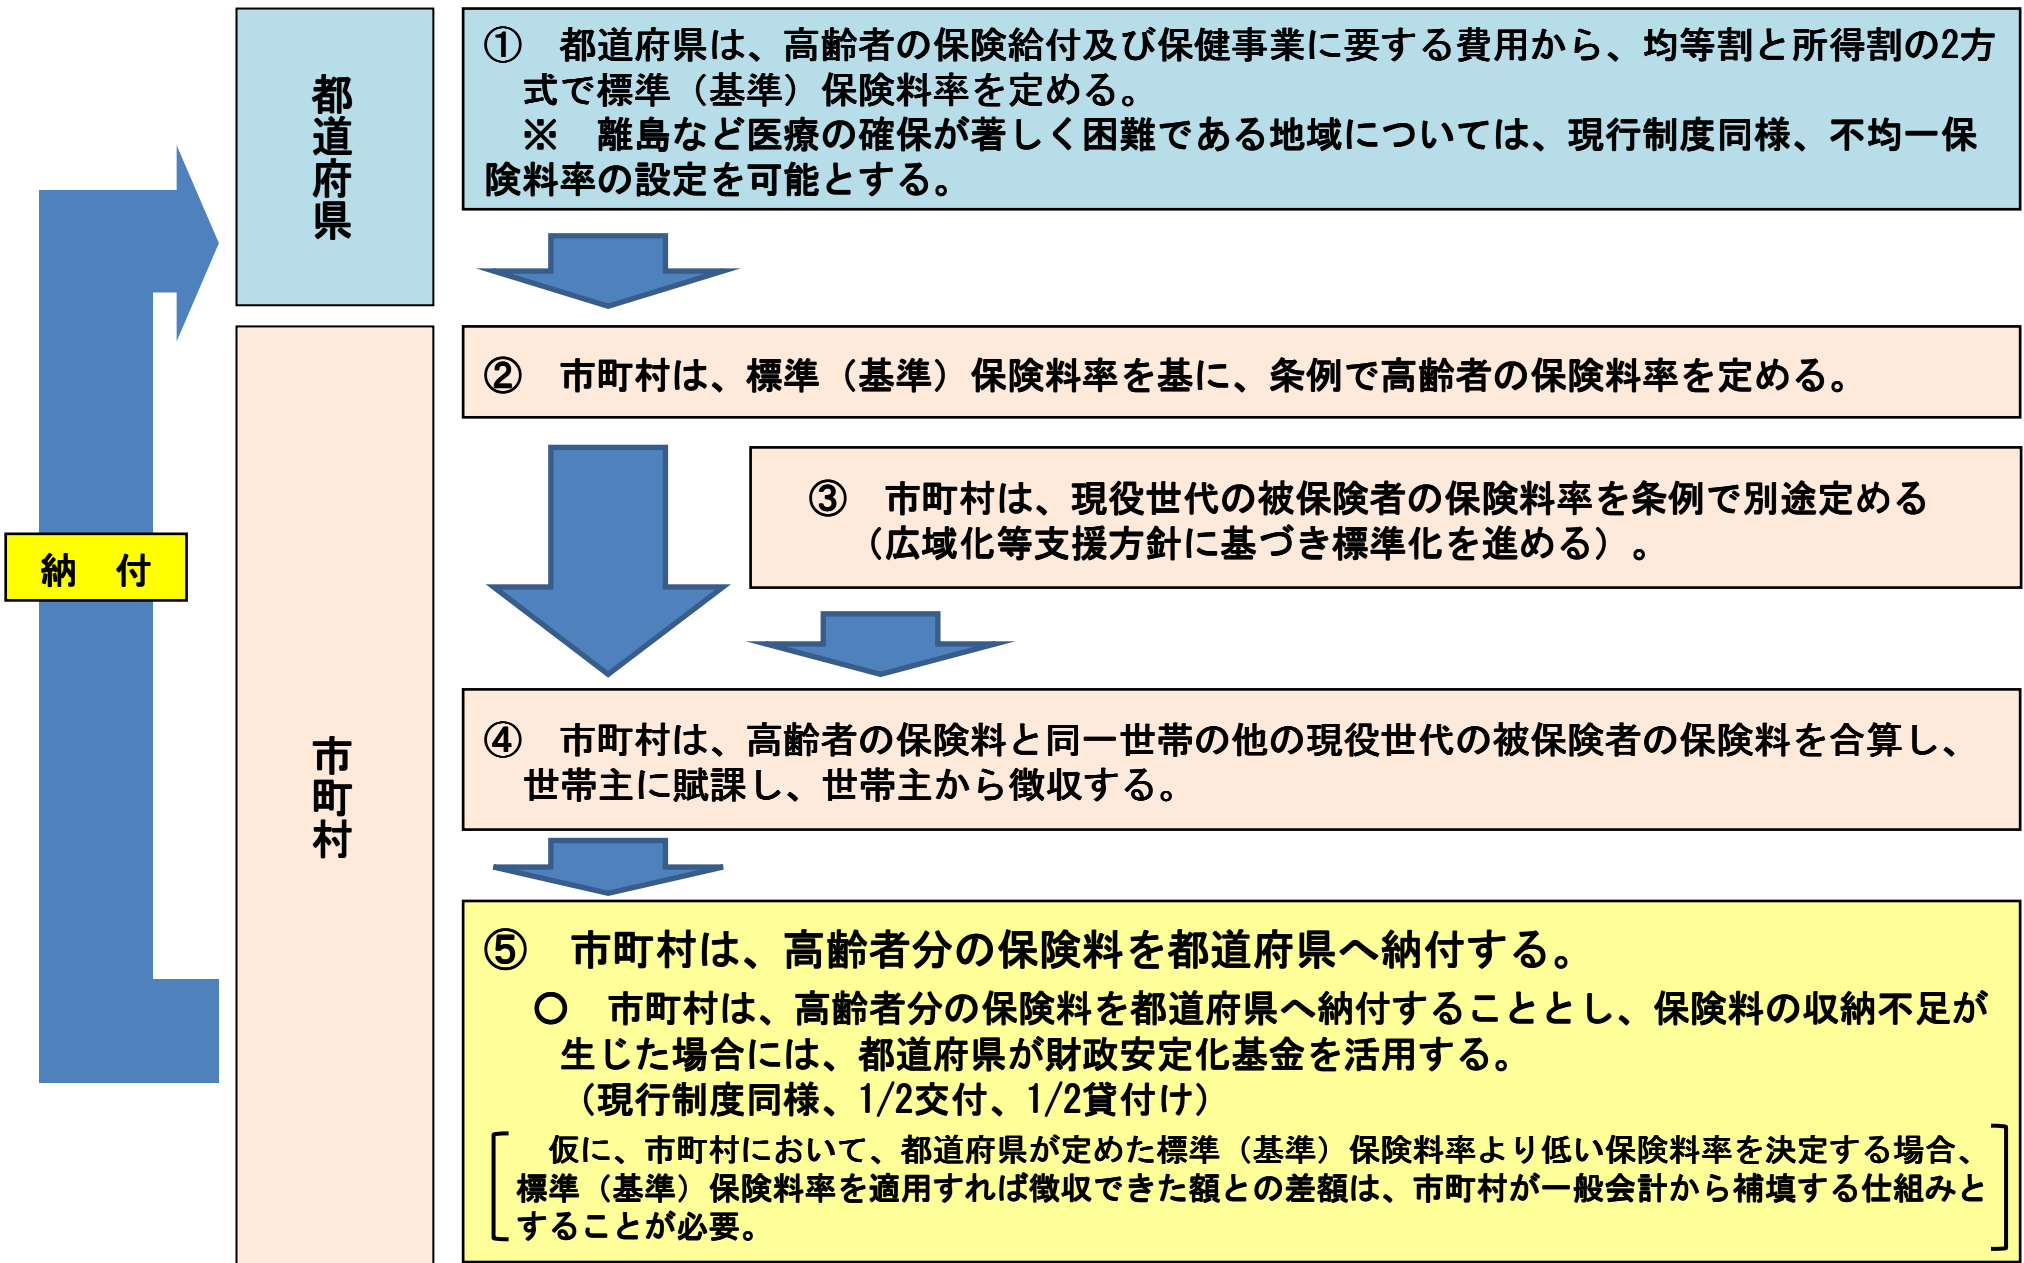 都道府県
① 都道府県は、高齢者の保険給付及び保健事業に要する費用から、均等割と所得割の2方
式で標準（基準）保険料率を定める。
※ 離島など医療の確保が著しく困難である地域については、現行制度同様、不均一保
険料率の設定を可能とする。
市町村
② 市町村は、標準（基準）保険料率を基に、条例で高齢者の保険料率を定める。
③ 市町村は、現役世代の被保険者の保険料率を条例で別途定める
（広域化等支援方針に基づき標準化を進める）。
納 付
④ 市町村は、高齢者の保険料と同一世帯の他の現役世代の被保険者の保険料を合算し、
世帯主に賦課し、世帯主から徴収する。
⑤ 市町村は、高齢者分の保険料を都道府県へ納付する。
○ 市町村は、高齢者分の保険料を都道府県へ納付することとし、保険料の収納不足が
生じた場合には、都道府県が財政安定化基金を活用する。
（現行制度同様、1/2交付、1/2貸付け）
仮に、市町村において、都道府県が定めた標準（基準）保険料率より低い保険料率を決定する場合、
標準（基準）保険料率を適用すれば徴収できた額との差額は、市町村が一般会計から補填する仕組みと
することが必要。